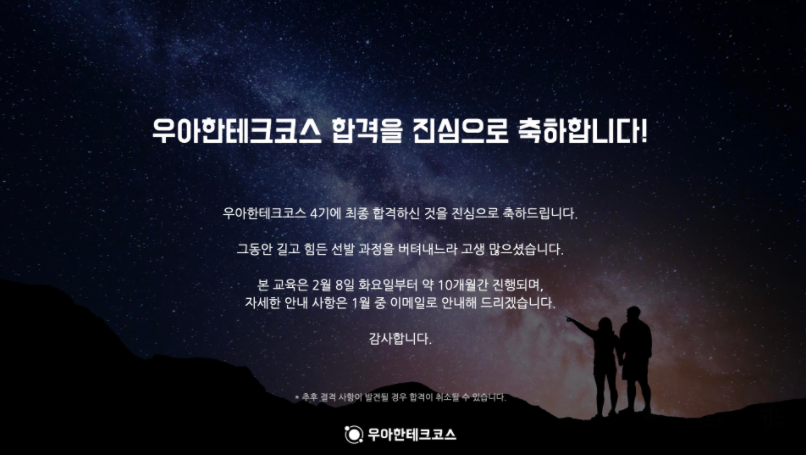 우아한테크코스 합격을 진심으로 축하합니다!
우아한테크코스 4기에 최종 합격하신 것을 진심으로 축하드립니다.
그동안 길고 힘든 선발 과정을 버텨내느라 고생 많으셨습니다.
본 교육은 2월 8일 화요일부터 약 10개월간 진행되며,
자세한 안내 사항은 1월 중 이메일로 안내해 드리겠습니다.
감사합니다.
* 추후 결격 사항이 발견될 경우 합격이 취소될 수 있습니다.
우아한테크코스